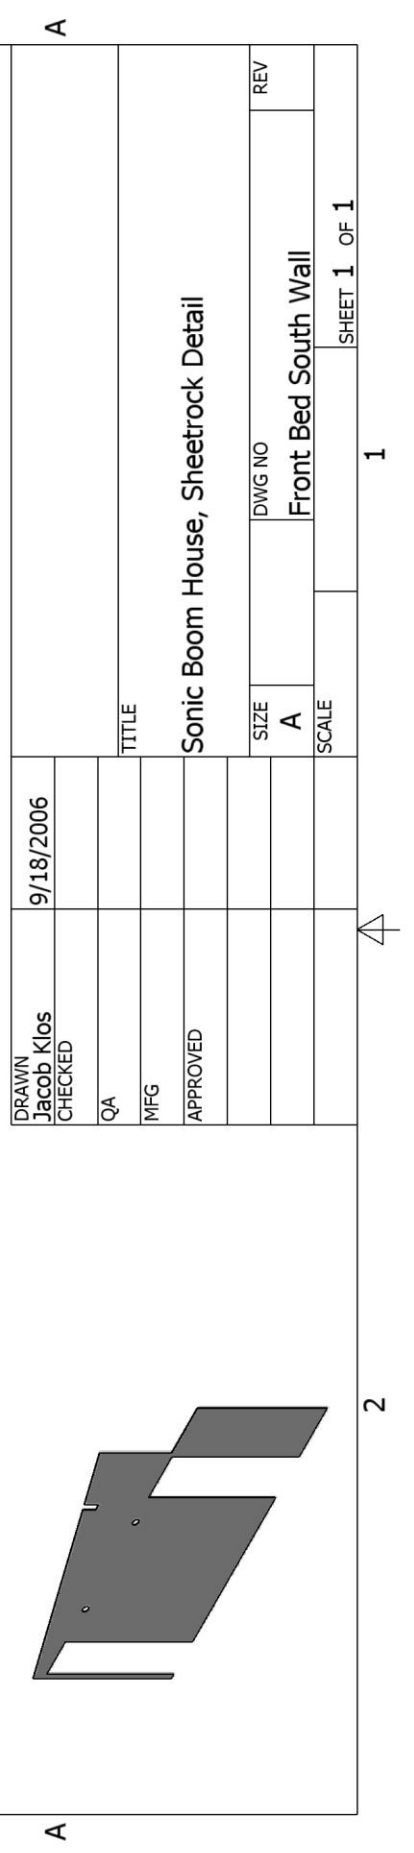 A
A
DRAWN
Jacob Klos
9/18/2006
CHECKED
QA
MFG
APPROVED
TITLE
Sonic Boom House, Sheetrock Detail
SIZE
A
DWG NO
Front Bed South Wall
REV
SCALE
SHEET 1 OF 1
2
1